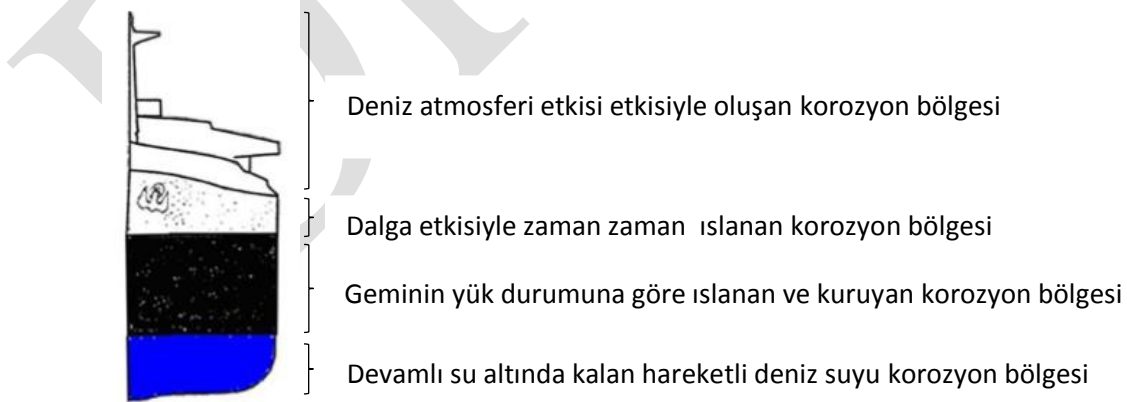 Deniz atmosferi etkisi etkisiyle oluşan korozyon bölgesi
Dalga etkisiyle zaman zaman ıslanan korozyon bölgesi
Geminin yük durumuna göre ıslanan ve kuruyan korozyon bölgesi
Devamlı su altında kalan hareketli deniz suyu korozyon bölgesi